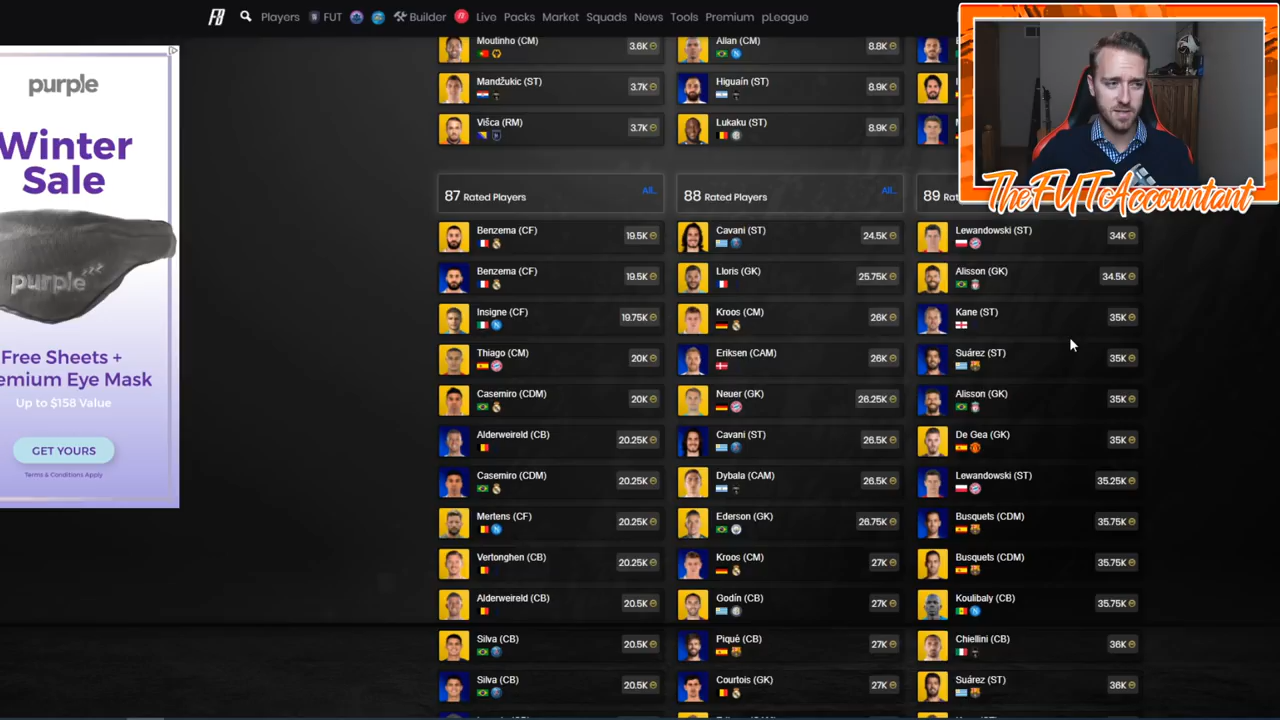 FB Players FUT Builder Live Packs Market Squads News Tools Premium pLeague
purple
Winter
Sale
purple
Free Sheets +
emium Eye Mask
Up to $158 Value
GET YOURS
Terms & Conditions Apply
Moutinho (CM) 3.6K
Mandžukic (ST) 3.7K
Višca (RM) 3.7K
Allan (CM) 8.8K
Higuaín (ST) 8.9K
Lukaku (ST) 8.9K
TheFUTAccountant
87 Rated Players All..
Benzema (CF) 19.5K
Benzema (CF) 19.5K
Insigne (CF) 19.75K
Thiago (CM) 20K
Casemiro (CDM) 20K
Alderweireld (CB) 20.25K
Casemiro (CDM) 20.25K
Mertens (CF) 20.25K
Vertonghen (CB) 20.25K
Alderweireld (CB) 20.5K
Silva (CB) 20.5K
Silva (CB) 20.5K
88 Rated Players All..
Cavani (ST) 24.5K
Lloris (GK) 25.75K
Kroos (CM) 26K
Eriksen (CAM) 26K
Neuer (GK) 26.25K
Cavani (ST) 26.5K
Dybala (CAM) 26.5K
Ederson (GK) 26.75K
Kroos (CM) 27K
Godín (CB) 27K
Piqué (CB) 27K
Courtois (GK) 27K
89 Rat
Lewandowski (ST) 34K
Alisson (GK) 34.5K
Kane (ST) 35K
Suárez (ST) 35K
Alisson (GK) 35K
De Gea (GK) 35K
Lewandowski (ST) 35.25K
Busquets (CDM) 35.75K
Busquets (CDM) 35.75K
Koulibaly (CB) 35.75K
Chiellini (CB) 36K
Suárez (ST) 36K